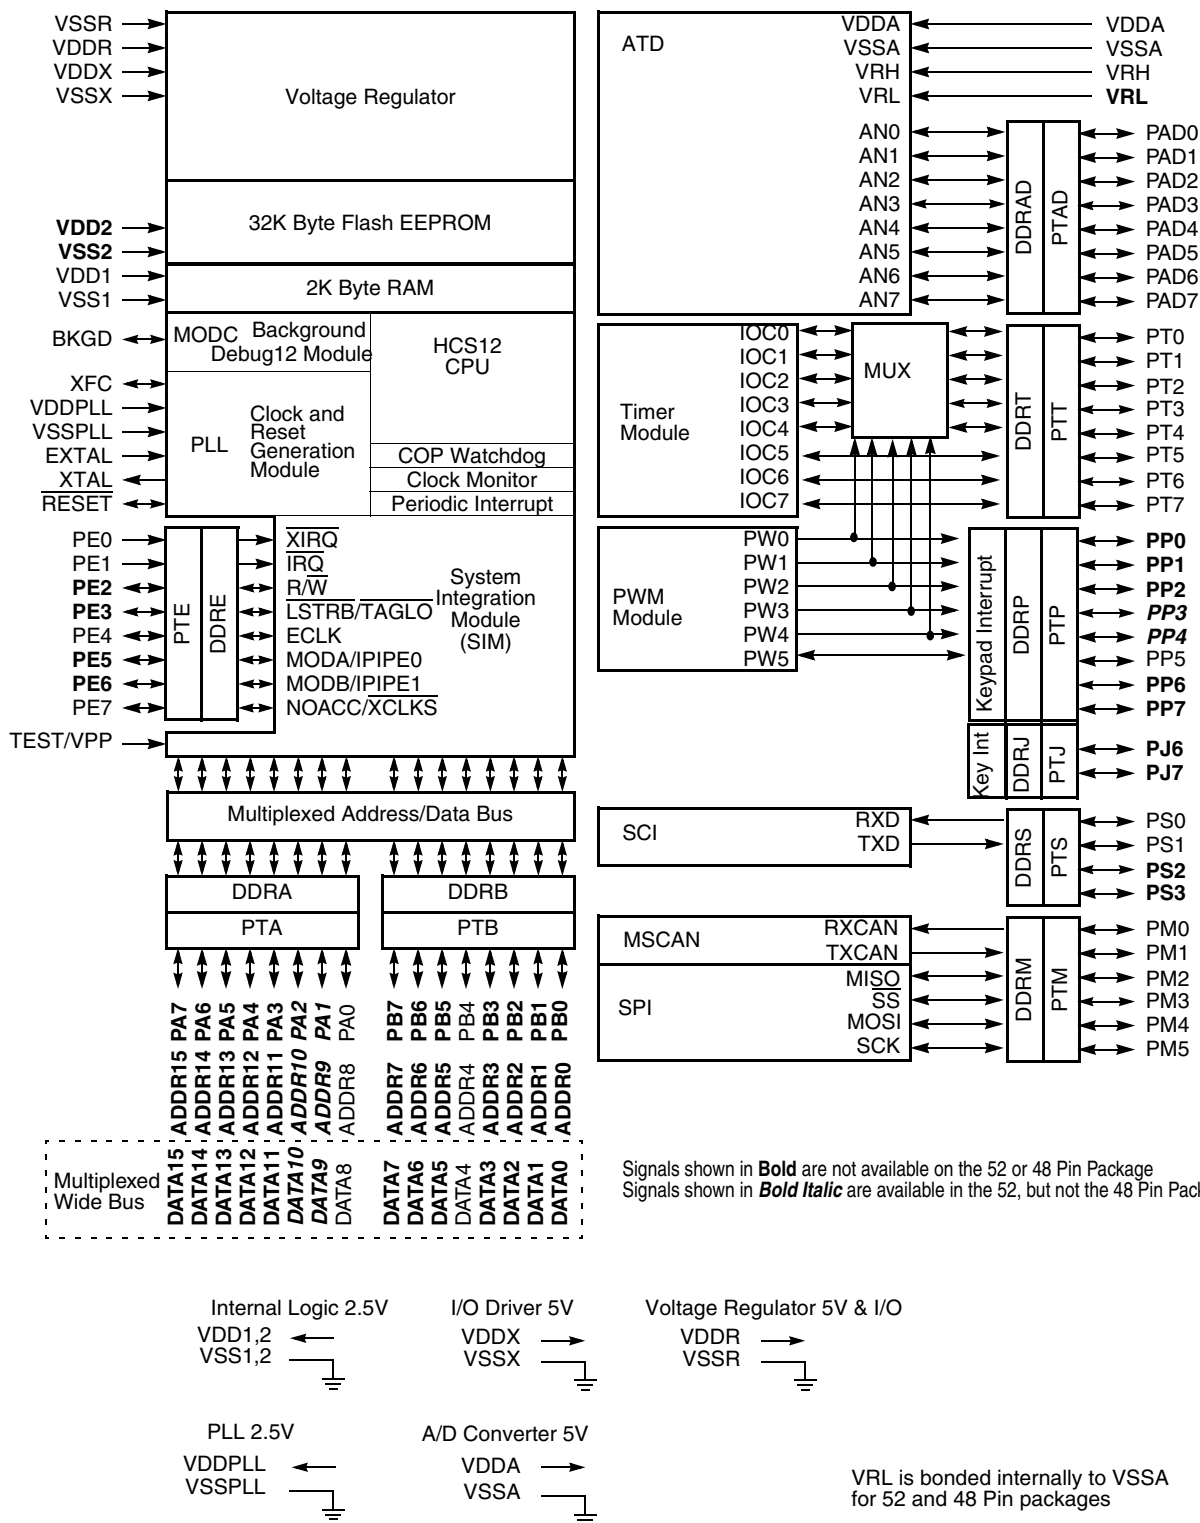 VSSR
VDDR
VDDX
VSSX
Voltage Regulator
VDD2
VSS2
VDD1
VSS1
32K Byte Flash EEPROM
2K Byte RAM
BKGD
MODC
Background
Debug12 Module
HCS12
CPU
XFC
VDDPLL
VSSPLL
EXTAL
XTAL
RESET
PLL
Clock and
Reset
Generation
Module
COP Watchdog
Clock Monitor
Periodic Interrupt
PE0
PE1
PE2
PE3
PE4
PE5
PE6
PE7
PTE
DDRE
XIRQ
IRQ
R/W
LSTRB/TAGLO
ECLK
MODA/IPIPE0
MODB/IPIPE1
NOACC/XCLKS
System
Integration
Module
(SIM)
TEST/VPP
Multiplexed Address/Data Bus
DDRA
PTA
DDRB
PTB
PA7
PA6
PA5
PA4
PA3
PA2
PA1
PA0
PB7
PB6
PB5
PB4
PB3
PB2
PB1
PB0
ADDR15
ADDR14
ADDR13
ADDR12
ADDR11
ADDR10
ADDR9
ADDR8
ADDR7
ADDR6
ADDR5
ADDR4
ADDR3
ADDR2
ADDR1
ADDR0
Multiplexed
Wide Bus
DATA15
DATA14
DATA13
DATA12
DATA11
DATA10
DATA9
DATA8
DATA7
DATA6
DATA5
DATA4
DATA3
DATA2
DATA1
DATA0
ATD
VDDA
VSSA
VRH
VRL
AN0
AN1
AN2
AN3
AN4
AN5
AN6
AN7
DDRAD
PTAD
VDDA
VSSA
VRH
VRL
PAD0
PAD1
PAD2
PAD3
PAD4
PAD5
PAD6
PAD7
Timer
Module
IOC0
IOC1
IOC2
IOC3
IOC4
IOC5
IOC6
IOC7
MUX
DDRT
PTT
PT0
PT1
PT2
PT3
PT4
PT5
PT6
PT7
PWM
Module
PW0
PW1
PW2
PW3
PW4
PW5
Keypad Interrupt
DDRP
PTP
PP0
PP1
PP2
PP3
PP4
PP5
PP6
PP7
Key Int
DDRJ
PTJ
PJ6
PJ7
SCI
RXD
TXD
DDRS
PTS
PS0
PS1
PS2
PS3
MSCAN
RXCAN
TXCAN
SPI
MISO
SS
MOSI
SCK
DDRM
PTM
PM0
PM1
PM2
PM3
PM4
PM5
Signals shown in Bold are not available on the 52 or 48 Pin Package
Signals shown in Bold Italic are available in the 52, but not the 48 Pin
Internal Logic 2.5V
VDD1,2
VSS1,2
I/O Driver 5V
VDDX
VSSX
Voltage Regulator 5V & I/O
VDDR
VSSR
PLL 2.5V
VDDPLL
VSSPLL
A/D Converter 5V
VDDA
VSSA
VRL is bonded internally to VSSA
for 52 and 48 Pin packages